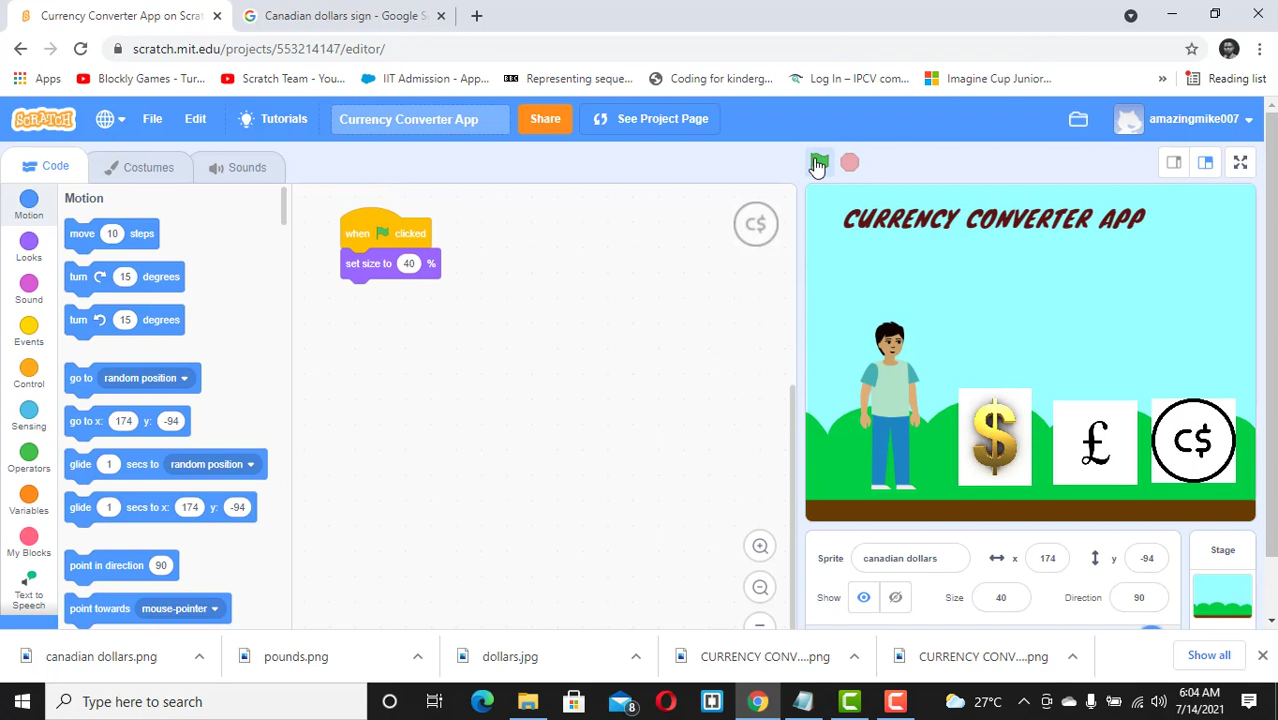 Currency Converter App on Scrat
Canadian dollars sign - Google S
scratch.mit.edu/projects/553214147/editor/
Apps
Blockly Games - Tur...
Scratch Team - You...
IIT Admission - App...
Representing seque...
Coding for kinderg...
Log In – IPCV com...
Imagine Cup Junior...
»
Reading list
SCRATCH
File
Edit
Tutorials
Currency Converter App
Share
See Project Page
amazingmike007
Code
Costumes
Sounds
Motion
Looks
Sound
Events
Control
Sensing
Operators
Variables
My Blocks
Text to
Speech
Motion
move 10 steps
turn 15 degrees
turn 15 degrees
go to random position
go to x: 174 y: -94
glide 1 secs to random position
glide 1 secs to x: 174 y: -94
point in direction 90
point towards mouse-pointer
when clicked
set size to 40 %
C$
CURRENCY CONVERTER APP
$
£
C$
Sprite canadian dollars x 174 y -94
Show Size 40 Direction 90
Stage
canadian dollars.png
pounds.png
dollars.jpg
CURRENCY CONV....png
CURRENCY CONV....png
Show all
Type here to search
8
27°C
6:04 AM
7/14/2021